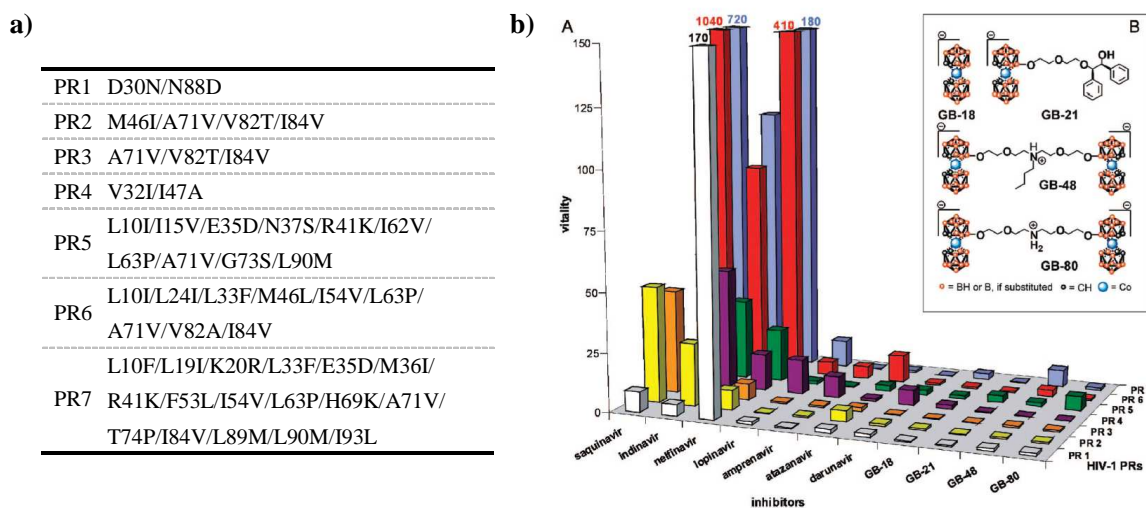 a)
PR1 D30N/N88D
PR2 M46I/A71V/V82T/I84V
PR3 A71V/V82T/I84V
PR4 V32I/I47A
PR5 L10I/I15V/E35D/N37S/R41K/I62V/
L63P/A71V/G73S/L90M
PR6 L10I/L24I/L33F/M46L/I54V/L63P/
A71V/V82A/I84V
PR7 L10F/L19I/K20R/L33F/E35D/M36I/
R41K/F53L/I54V/L63P/H69K/A71V/
T74P/I84V/L89M/L90M/I93L
b)
A
1040 720
410 180
170
150
125
100
75
50
25
0
vitality
saquinavir
indinavir
nelfinavir
lopinavir
amprenavir
atazanavir
darunavir
GB-18
GB-21
GB-48
GB-80
inhibitors
PR
PR 6
PR 5
PR 4
PR 3
PR 2
PR 1
HIV-1 PRs
B
OH
GB-18
GB-21
H
N
GB-48
N
H2
GB-80
= BH or B, if substituted = CH = Co